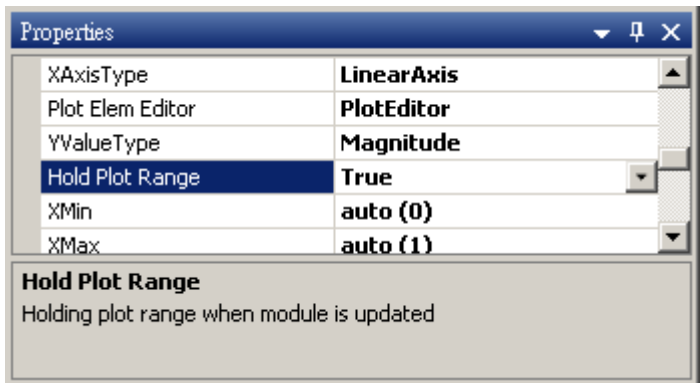 Properties
XAxisType LinearAxis
Plot Elem Editor PlotEditor
YValueType Magnitude
Hold Plot Range True
XMin auto (0)
XMax auto (1)
Hold Plot Range
Holding plot range when module is updated